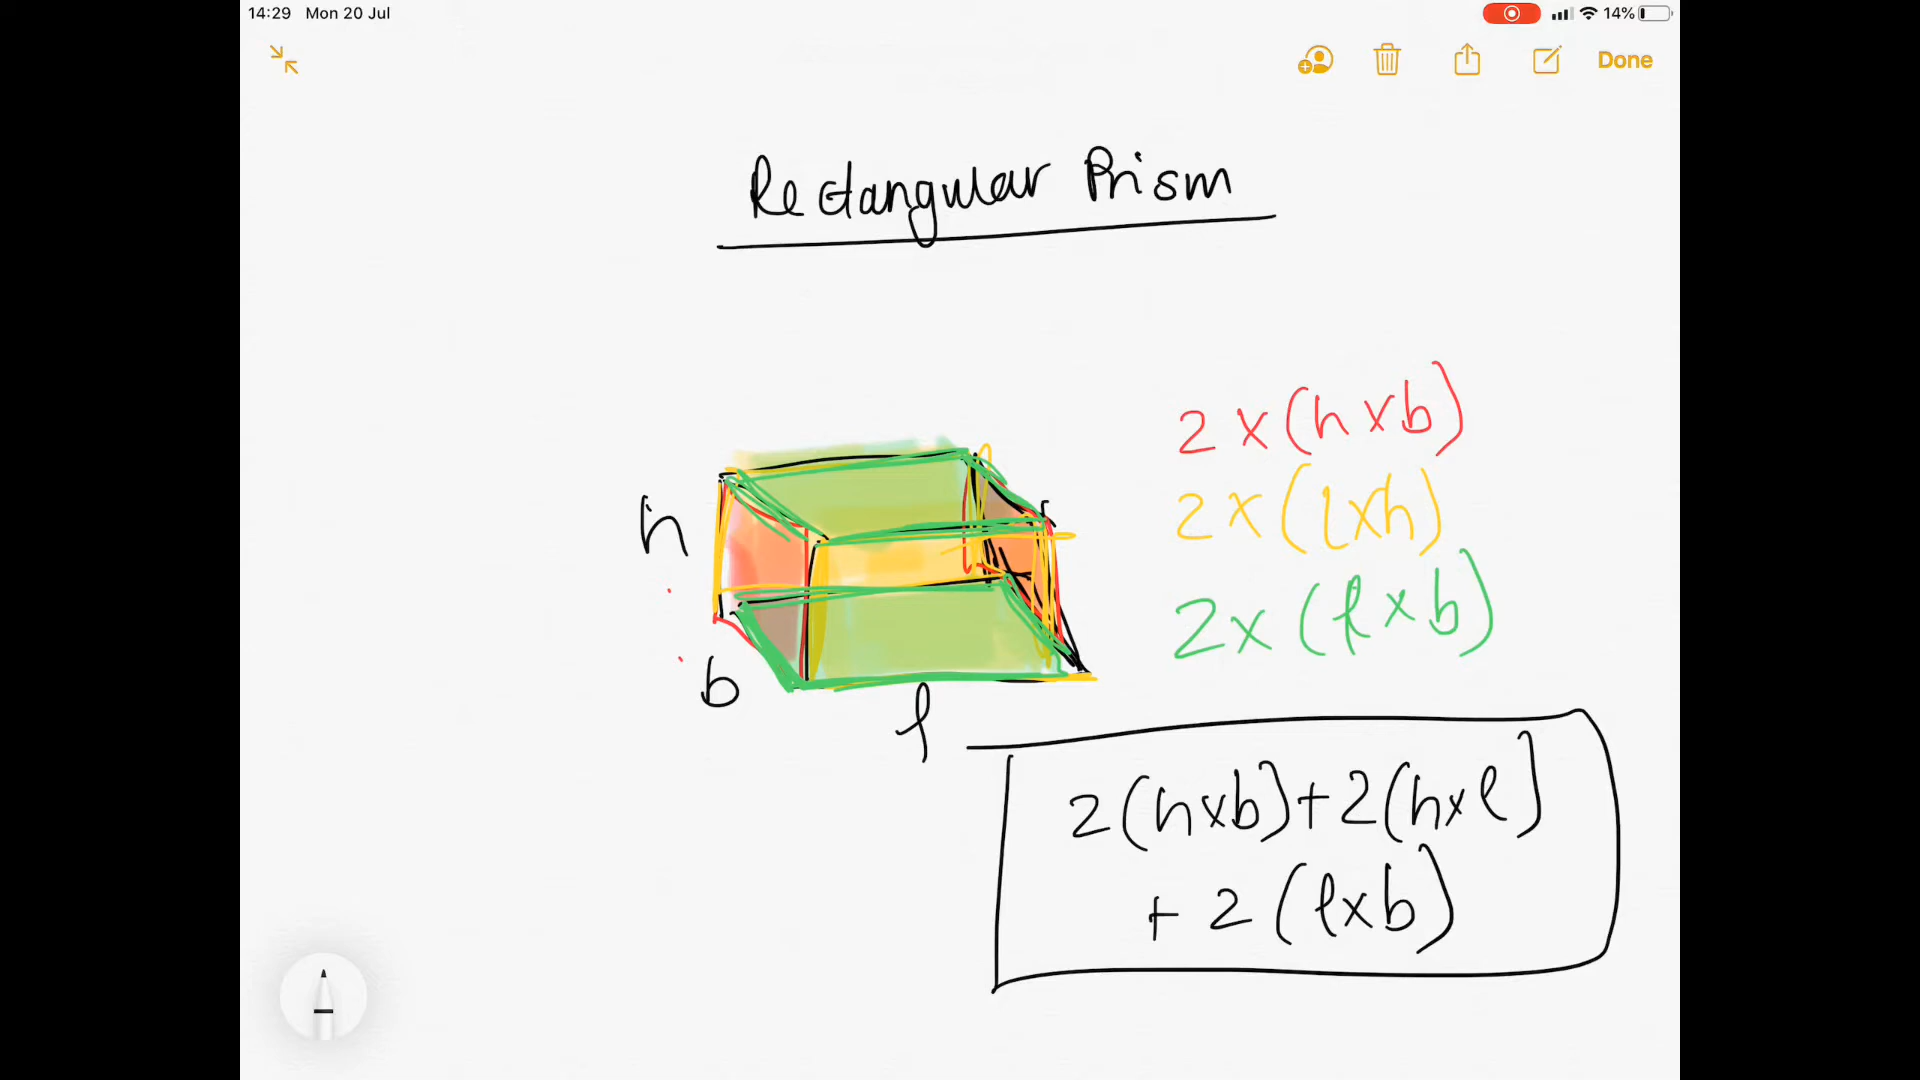 14:29 Mon 20 Jul 14%
Done
Rectangular Prism
h
b
l
2 x (h x b)
2 x (l x h)
2 x (l x b)
2 (h x b) + 2 (h x l)
+ 2 (l x b)